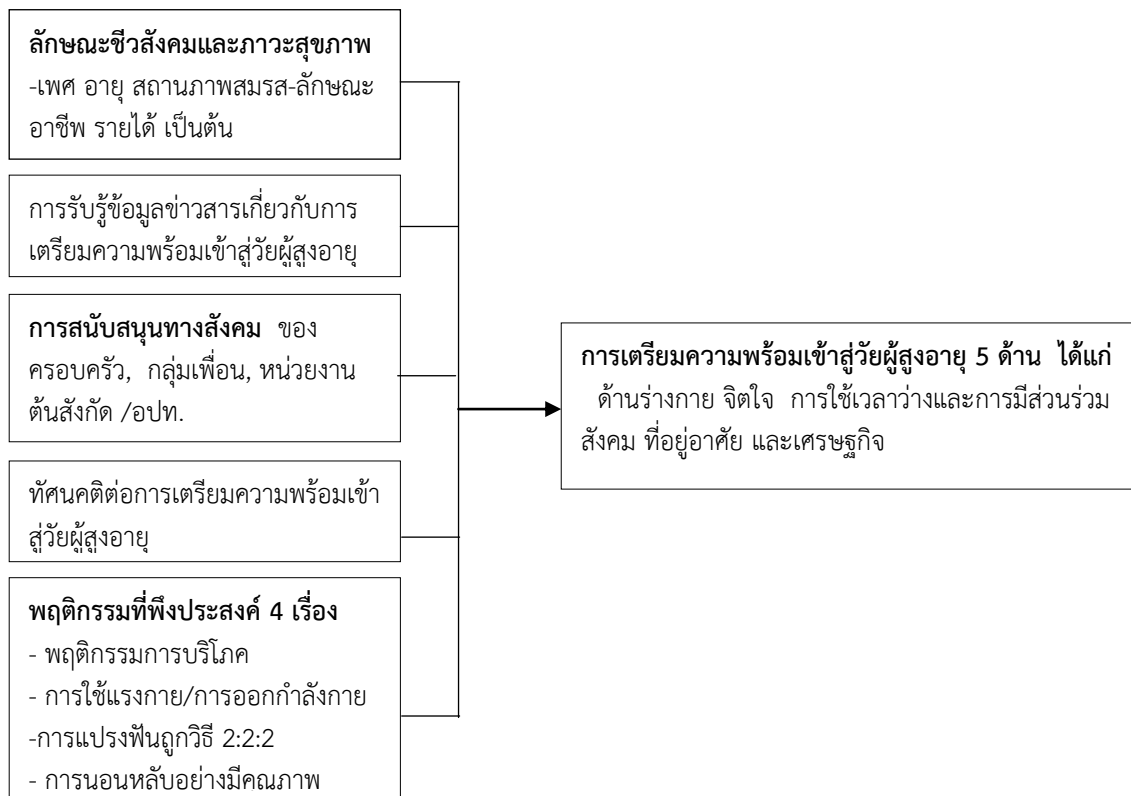 ลักษณะชีวสังคมและภาวะสุขภาพ
-เพศ อายุ สถานภาพสมรส-ลักษณะ
อาชีพ รายได้ เป็นต้น
การรับรู้ข้อมูลข่าวสารเกี่ยวกับการ
เตรียมความพร้อมเข้าสู่วัยผู้สูงอายุ
การสนับสนุนทางสังคม ของ
ครอบครัว, กลุ่มเพื่อน, หน่วยงาน
ต้นสังกัด /อปท.
ทัศนคติต่อการเตรียมความพร้อมเข้า
สู่วัยผู้สูงอายุ
พฤติกรรมที่พึงประสงค์ 4 เรื่อง
- พฤติกรรมการบริโภค
- การใช้แรงกาย/การออกกำลังกาย
-การแปรงฟันถูกวิธี 2:2:2
- การนอนหลับอย่างมีคุณภาพ
การเตรียมความพร้อมเข้าสู่วัยผู้สูงอายุ 5 ด้าน ได้แก่
ด้านร่างกาย จิตใจ การใช้เวลาว่างและการมีส่วนร่วม
สังคม ที่อยู่อาศัย และเศรษฐกิจ